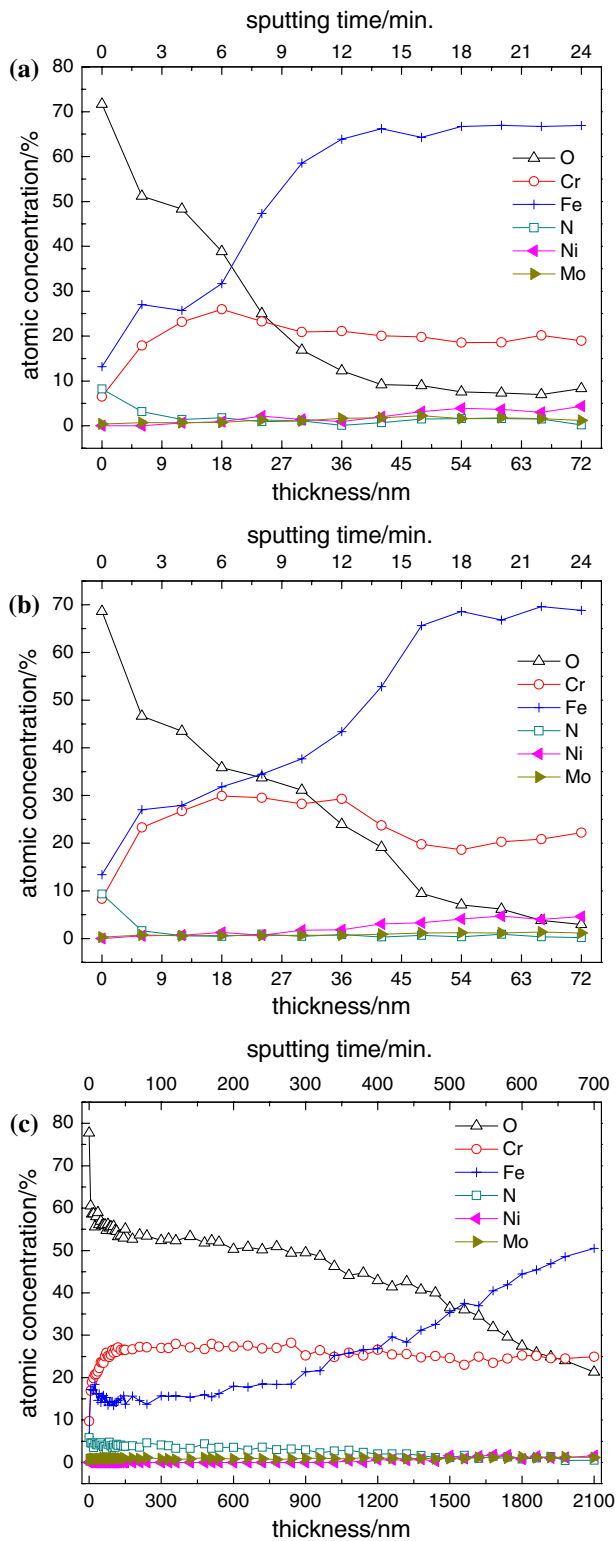 sputting time/min.
0 3 6 9 12 15 18 21 24
(a)
80
70
60
50
40
30
20
10
0
atomic concentration/%
O
Cr
Fe
N
Ni
Mo
0 9 18 27 36 45 54 63 72
thickness/nm
sputting time/min.
0 3 6 9 12 15 18 21 24
(b)
70
60
50
40
30
20
10
0
atomic concentration/%
O
Cr
Fe
N
Ni
Mo
0 9 18 27 36 45 54 63 72
thickness/nm
sputting time/min.
0 100 200 300 400 500 600 700
(c)
80
70
60
50
40
30
20
10
0
atomic concentration/%
O
Cr
Fe
N
Ni
Mo
0 300 600 900 1200 1500 1800 2100
thickness/nm